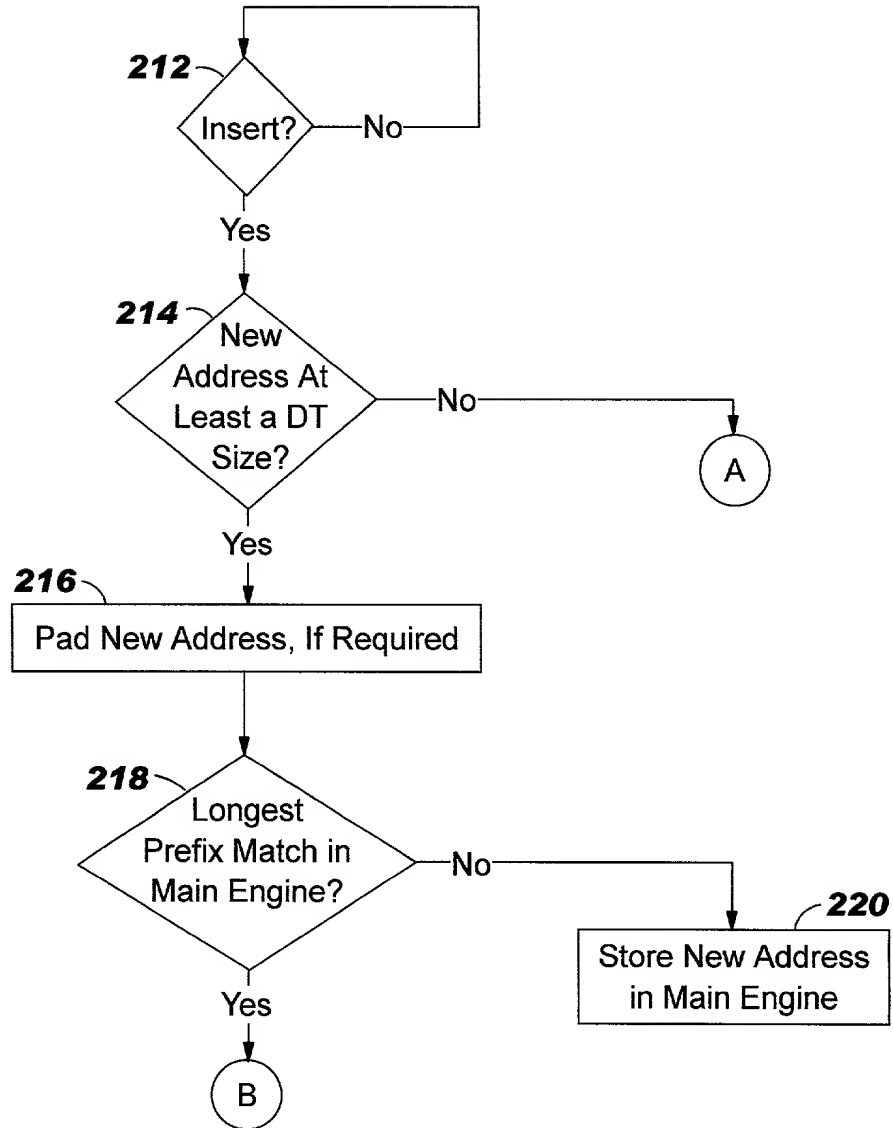 212
Insert?
No
Yes
214
New
Address At
Least a DT
Size?
No
A
Yes
216
Pad New Address, If Required
218
Longest
Prefix Match in
Main Engine?
No
220
Store New Address
in Main Engine
Yes
B